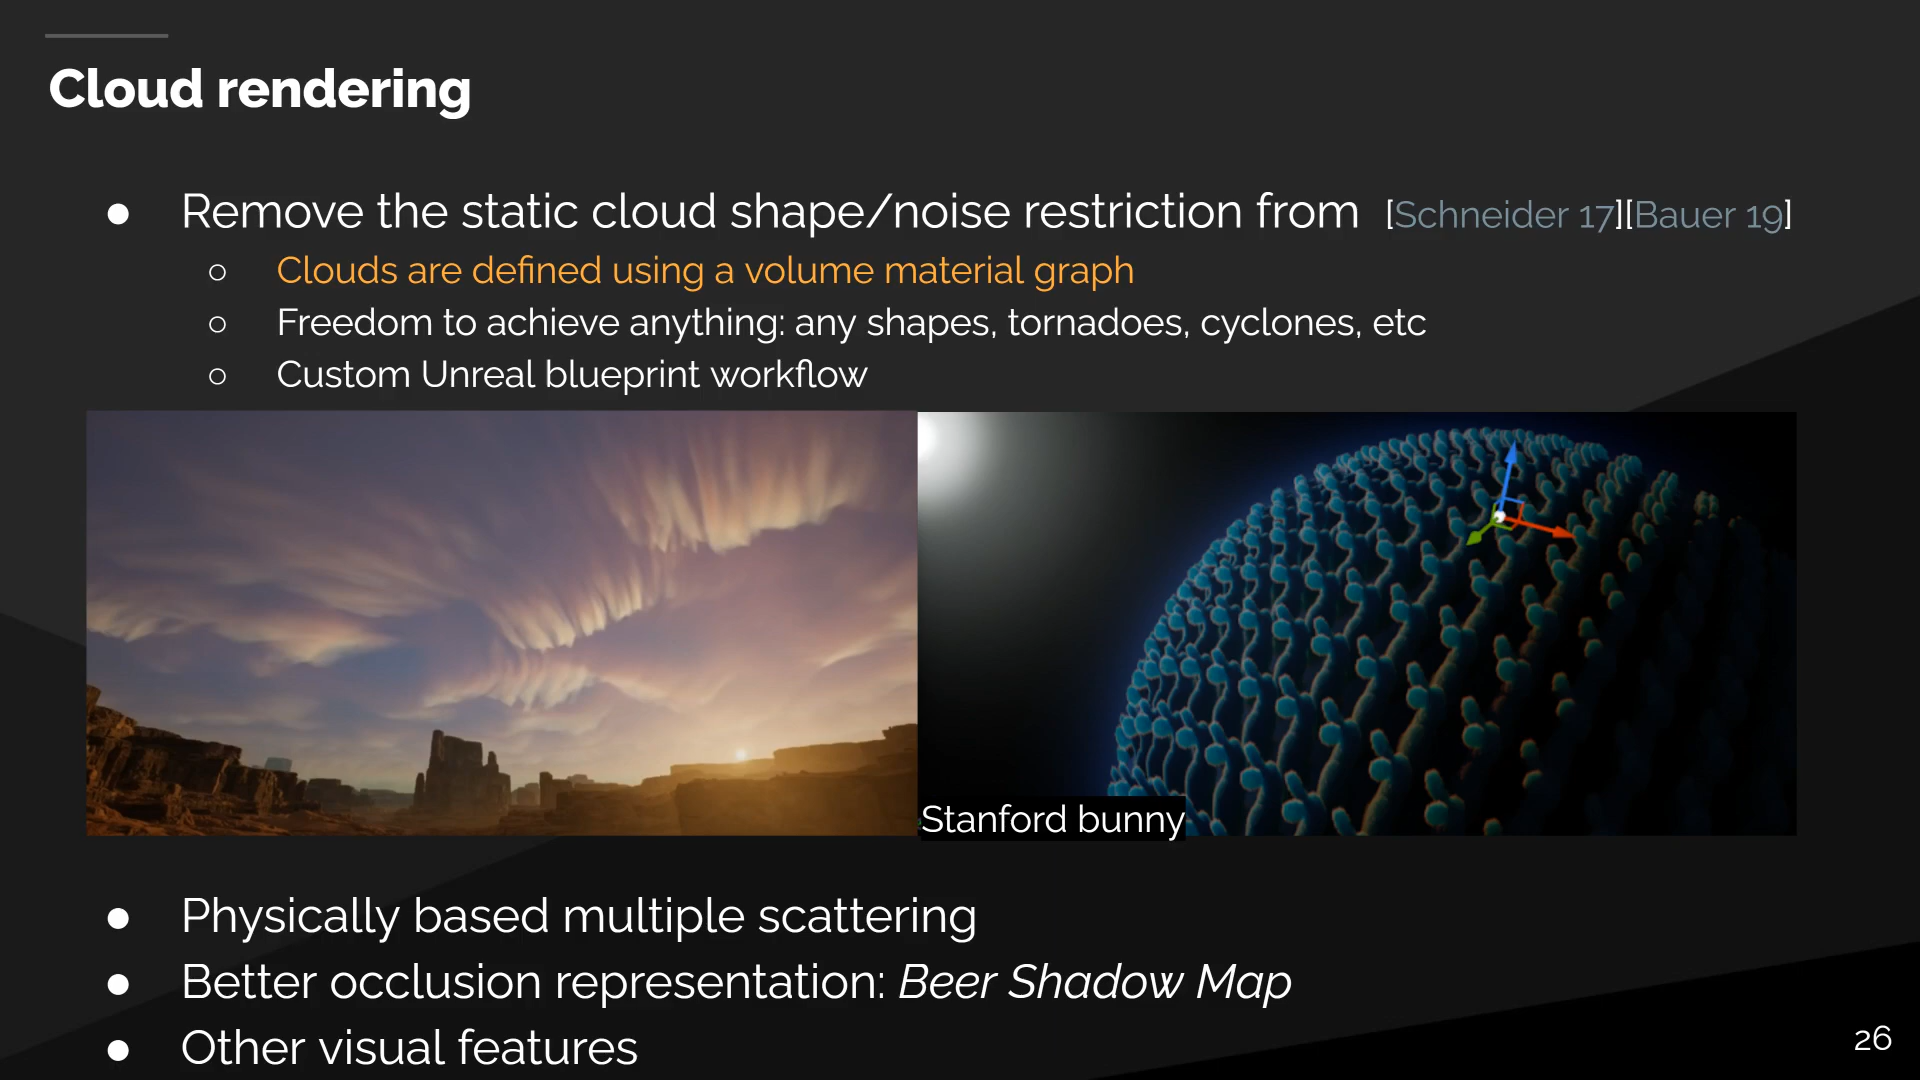 Cloud rendering
● Remove the static cloud shape/noise restriction from [Schneider 17][Bauer 19]
○ Clouds are defined using a volume material graph
○ Freedom to achieve anything: any shapes, tornadoes, cyclones, etc
○ Custom Unreal blueprint workflow
Stanford bunny
● Physically based multiple scattering
● Better occlusion representation: Beer Shadow Map
● Other visual features
26